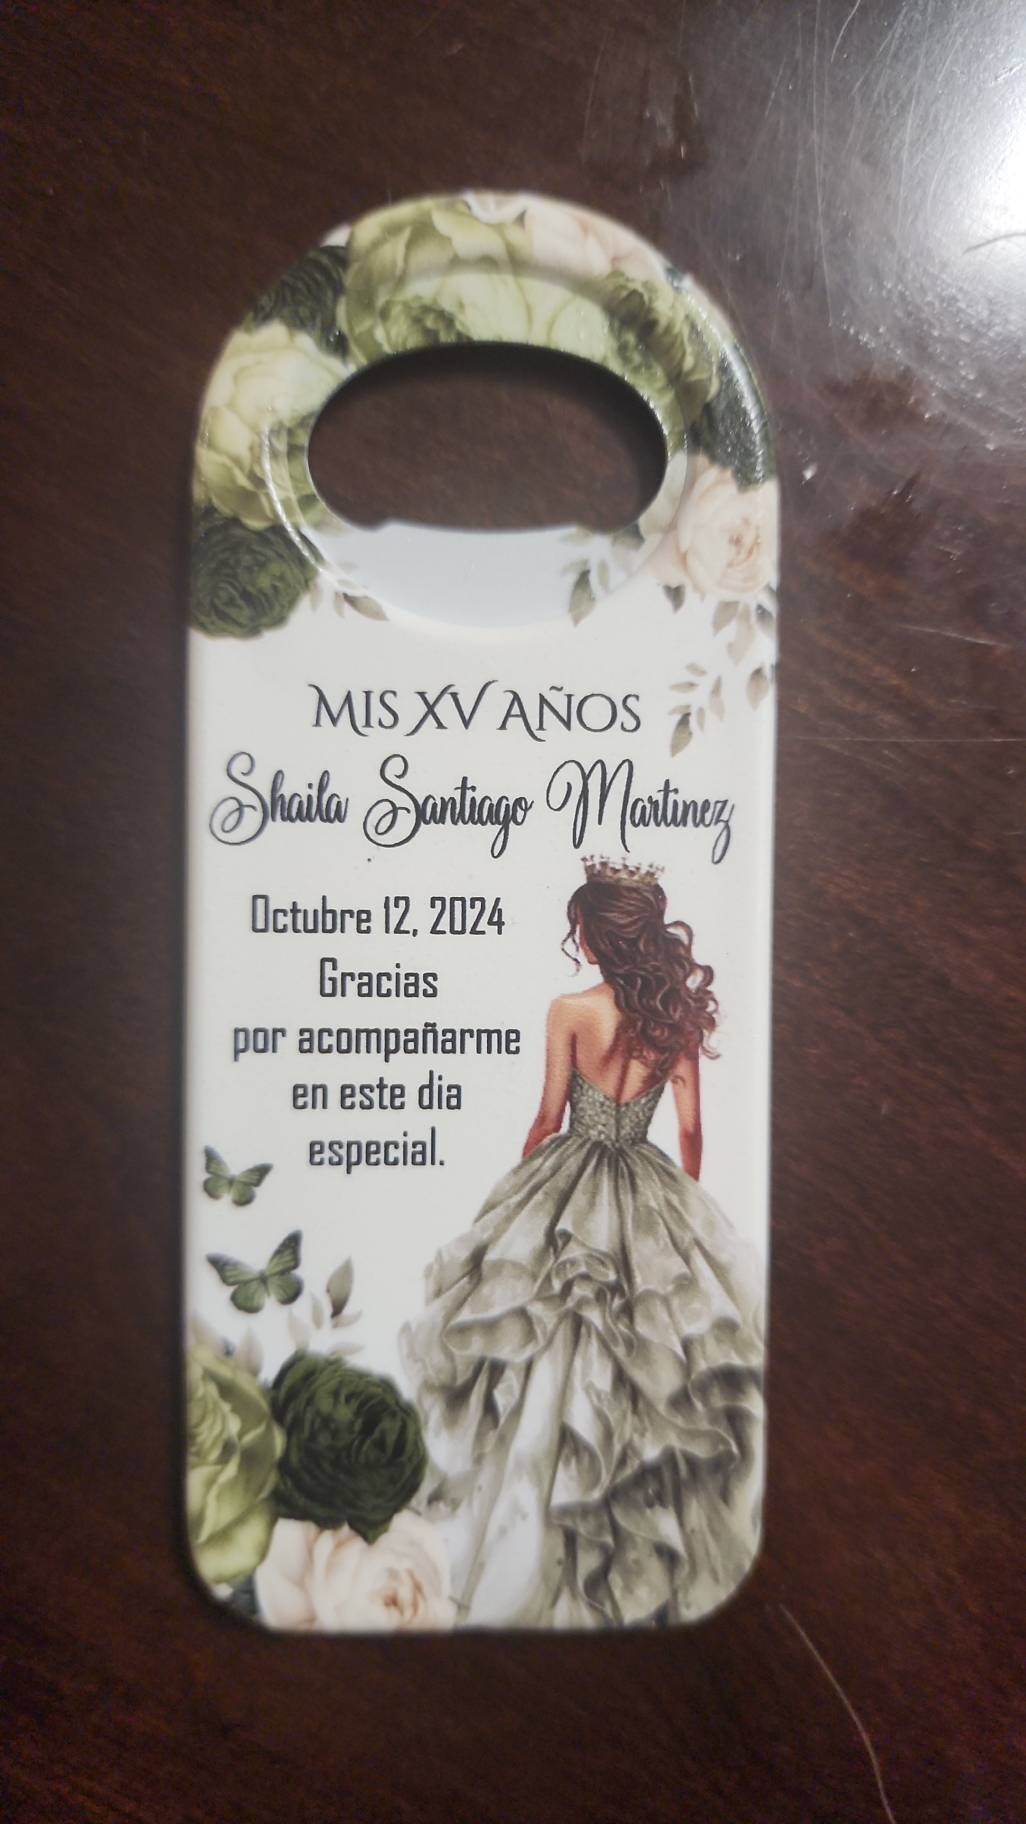 MIS XV AÑOS
Shaila Santiago Martinez
Octubre 12, 2024
Gracias
por acompañarme
en este dia
especial.